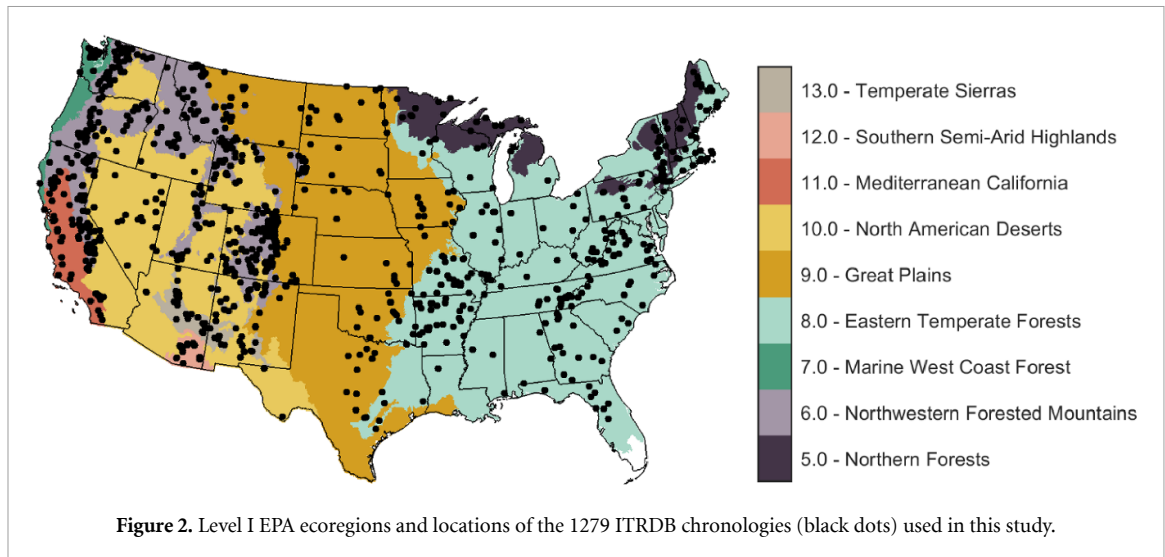 13.0 - Temperate Sierras
12.0 - Southern Semi-Arid Highlands
11.0 - Mediterranean California
10.0 - North American Deserts
9.0 - Great Plains
8.0 - Eastern Temperate Forests
7.0 - Marine West Coast Forest
6.0 - Northwestern Forested Mountains
5.0 - Northern Forests
Figure 2. Level I EPA ecoregions and locations of the 1279 ITRDB chronologies (black dots) used in this study.